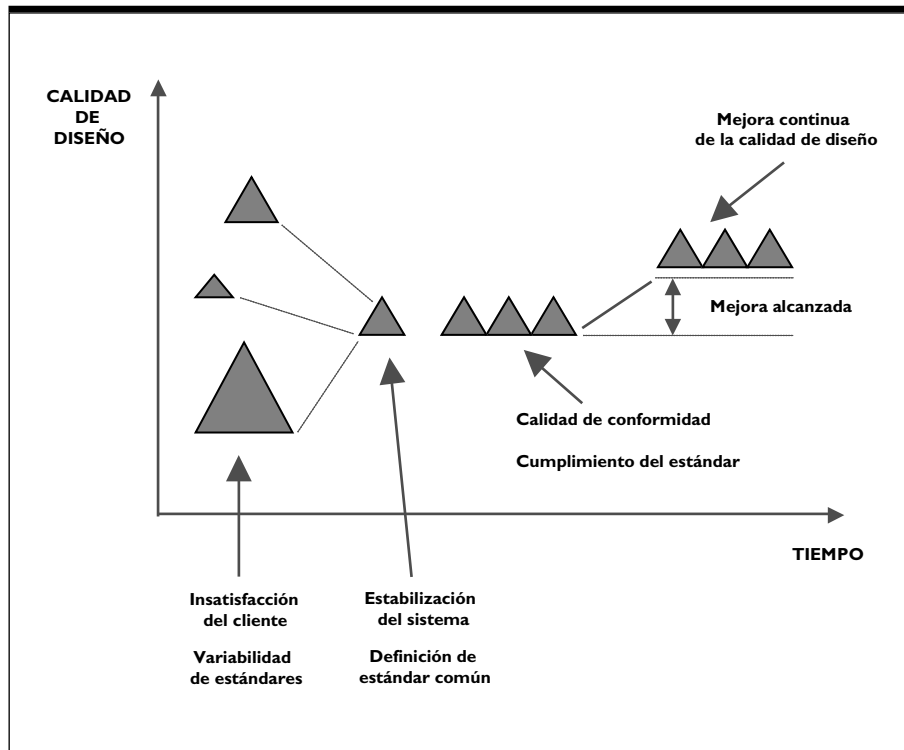 CALIDAD
DE
DISEÑO
Mejora continua
de la calidad de diseño
Mejora alcanzada
Calidad de conformidad
Cumplimiento del estándar
TIEMPO
Insatisfacción
del cliente
Variabilidad
de estándares
Estabilización
del sistema
Definición de
estándar común